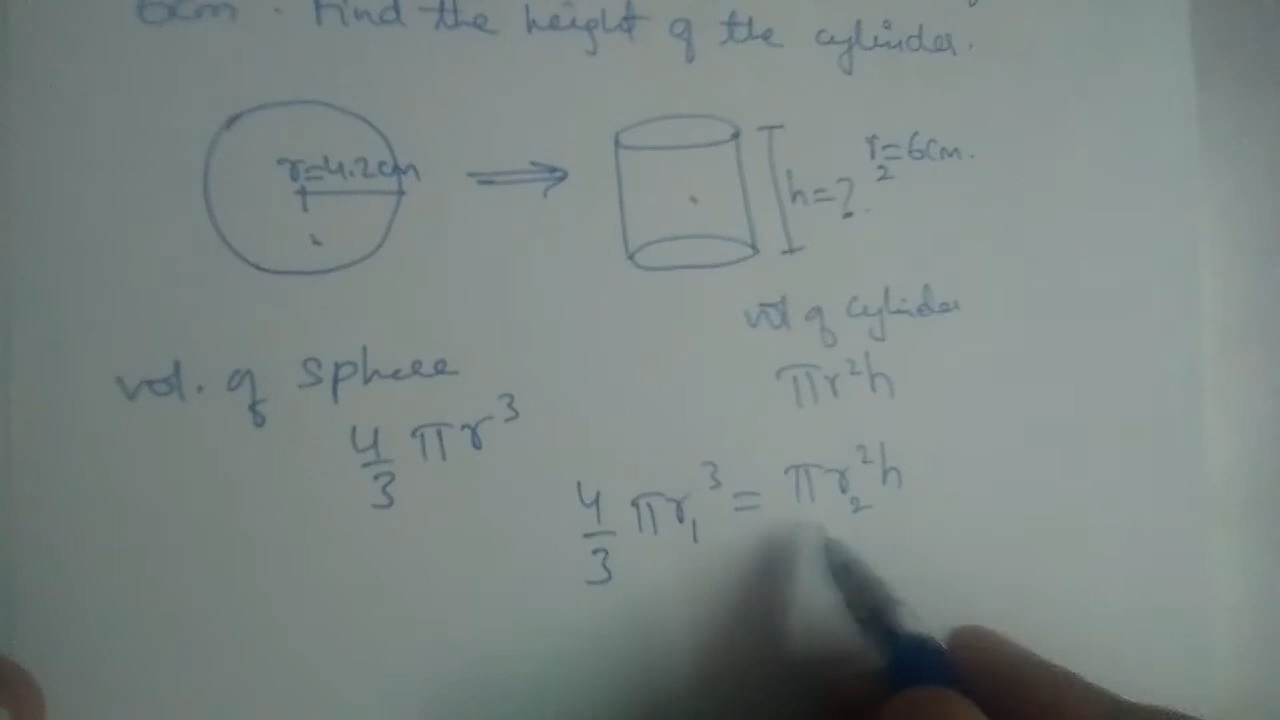 6cm. Find the height of the cylinder.
r=4.2cm
h=?
r₂=6cm.
vol of cylinder
πr²h
vol. of sphere
4/3 πr³
4/3 πr₁³ = πr₂²h